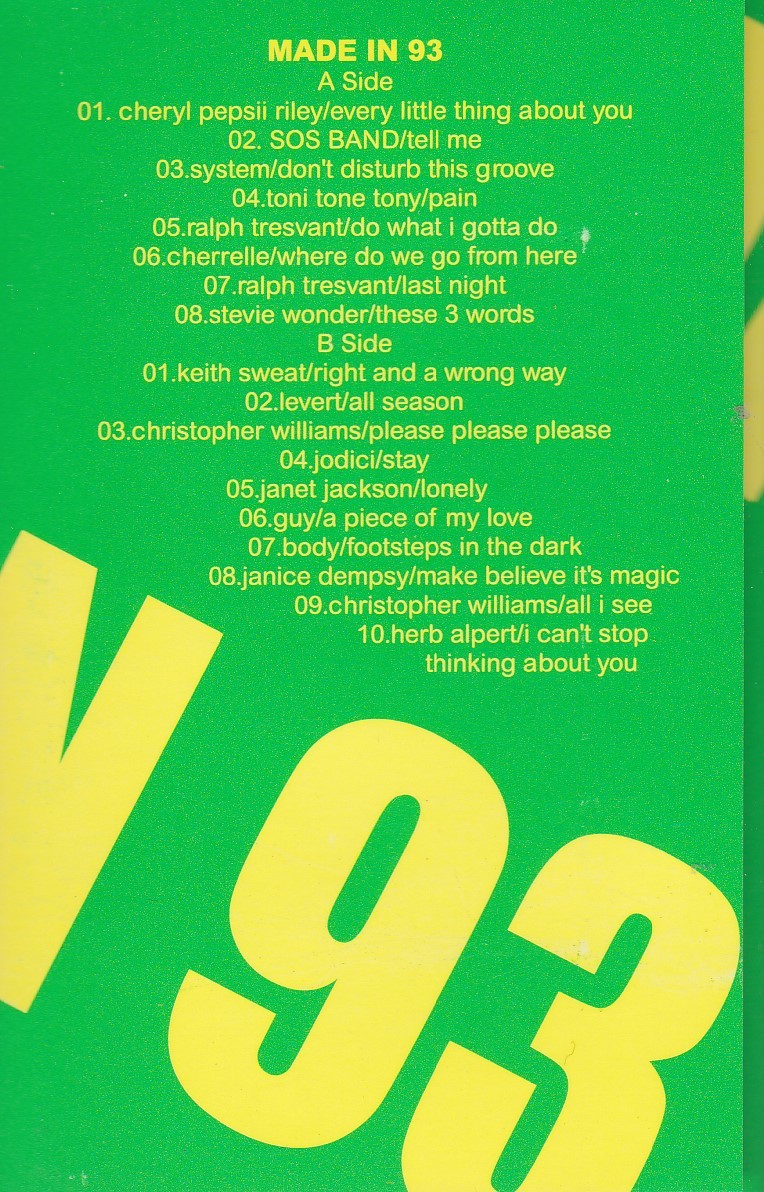 MADE IN 93
A Side
01. cheryl pepsii riley/every little thing about you
02. SOS BAND/tell me
03.system/don't disturb this groove
04.toni tone tony/pain
05.ralph tresvant/do what i gotta do
06.cherrelle/where do we go from here
07.ralph tresvant/last night
08.stevie wonder/these 3 words
B Side
01.keith sweat/right and a wrong way
02.levert/all season
03.christopher williams/please please please
04.jodici/stay
05.janet jackson/lonely
06.guy/a piece of my love
07.body/footsteps in the dark
08.janice dempsy/make believe it's magic
09.christopher williams/all i see
10.herb alpert/i can't stop
thinking about you
N 93